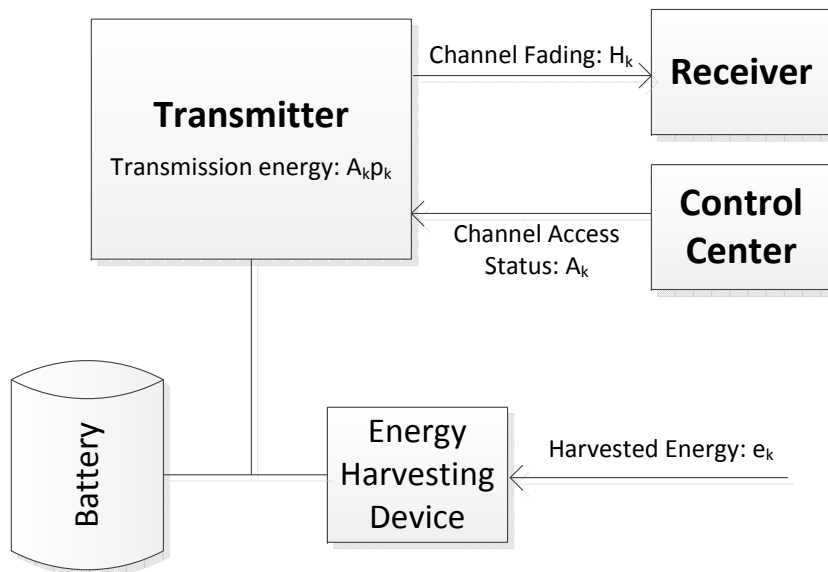 Transmitter
Transmission energy: Aₖpₖ
Channel Fading: Hₖ
Receiver
Channel Access
Status: Aₖ
Control
Center
Battery
Energy
Harvesting
Device
Harvested Energy: eₖ